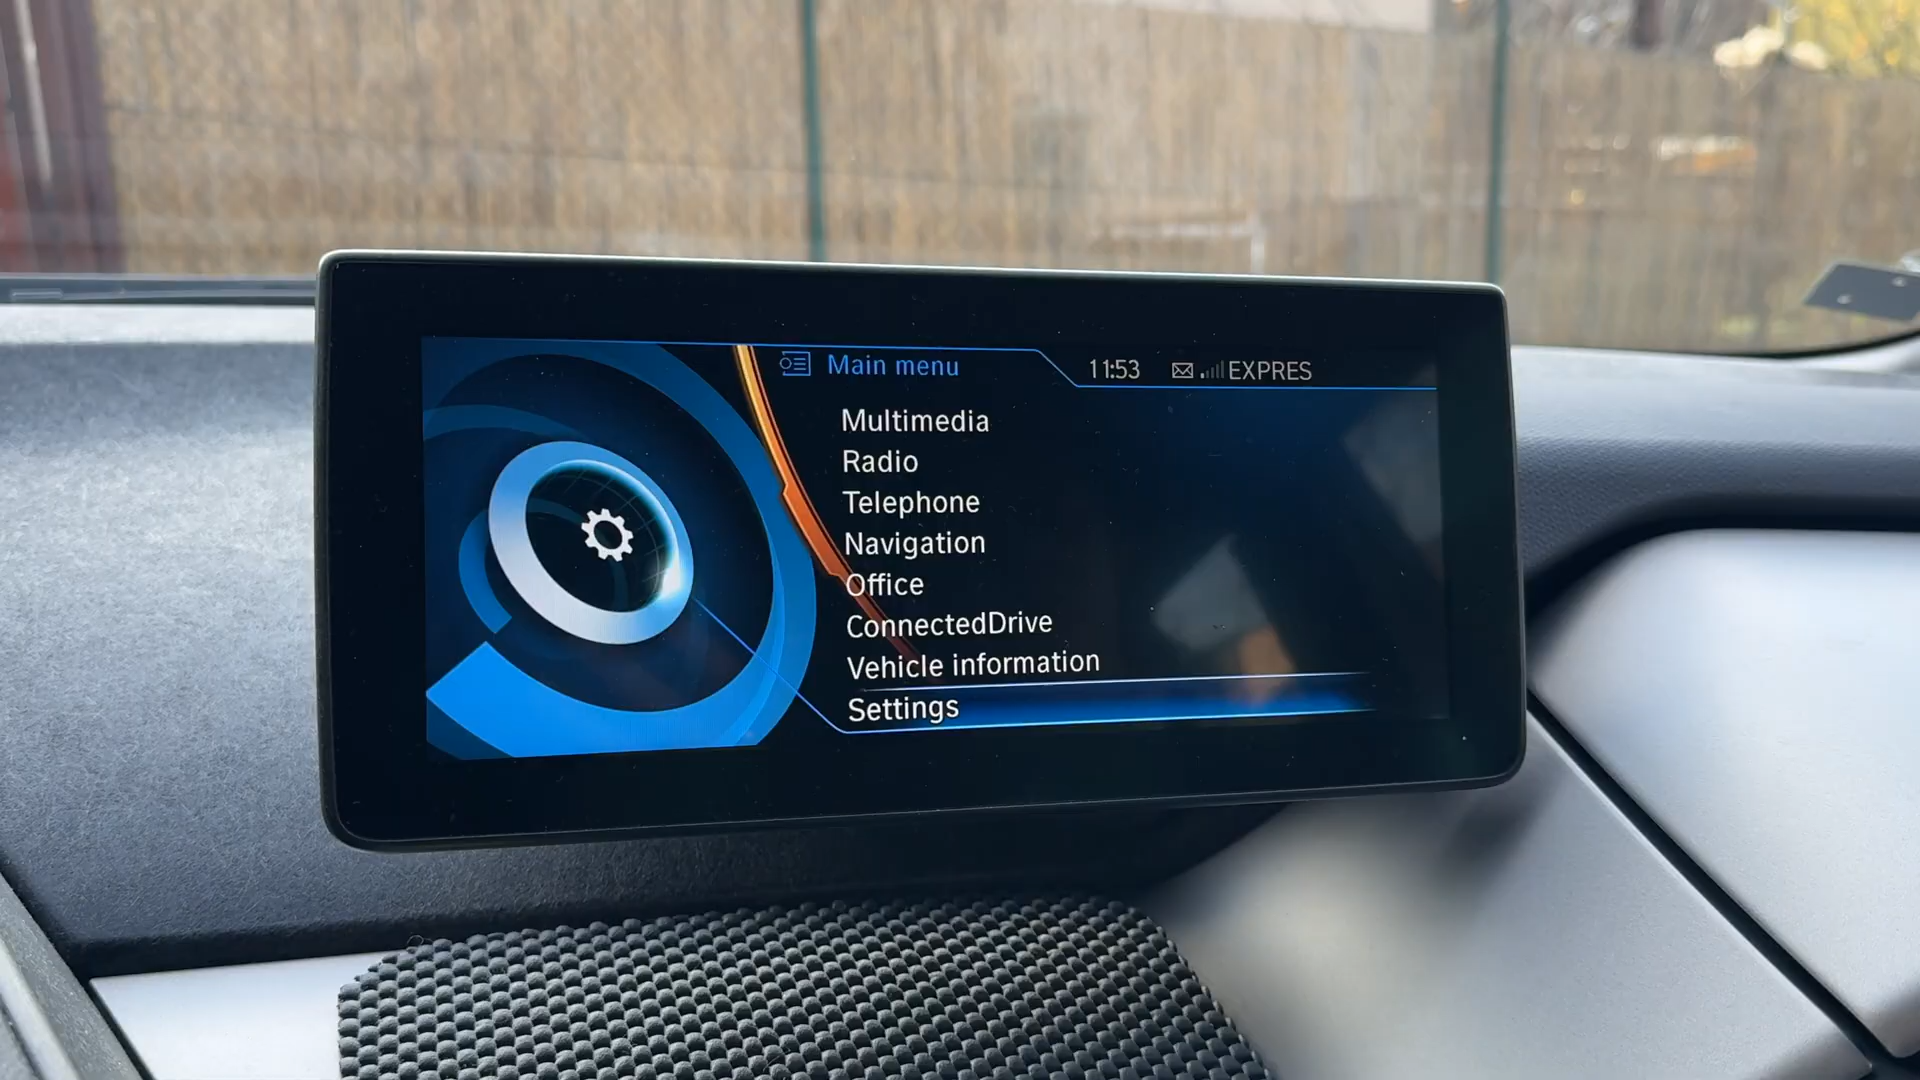 Main menu 11:53 EXPRES
Multimedia
Radio
Telephone
Navigation
Office
ConnectedDrive
Vehicle information
Settings